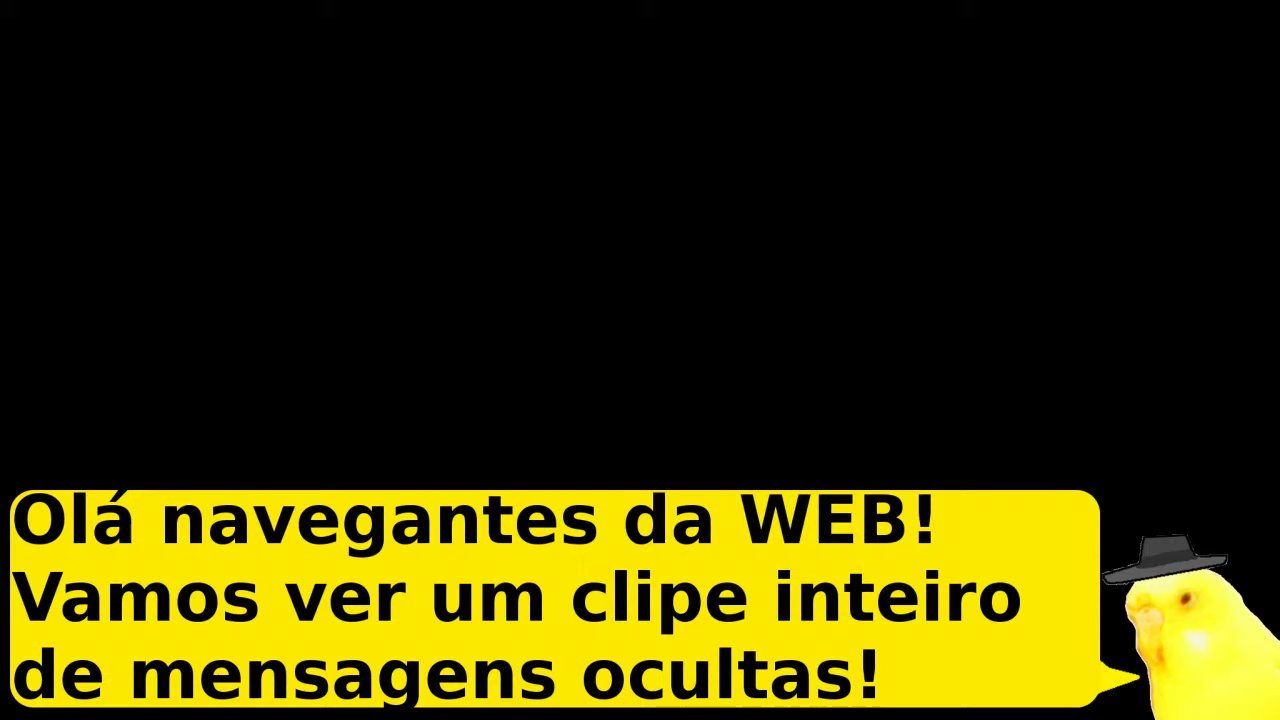 Olá navegantes da WEB!
Vamos ver um clipe inteiro
de mensagens ocultas!